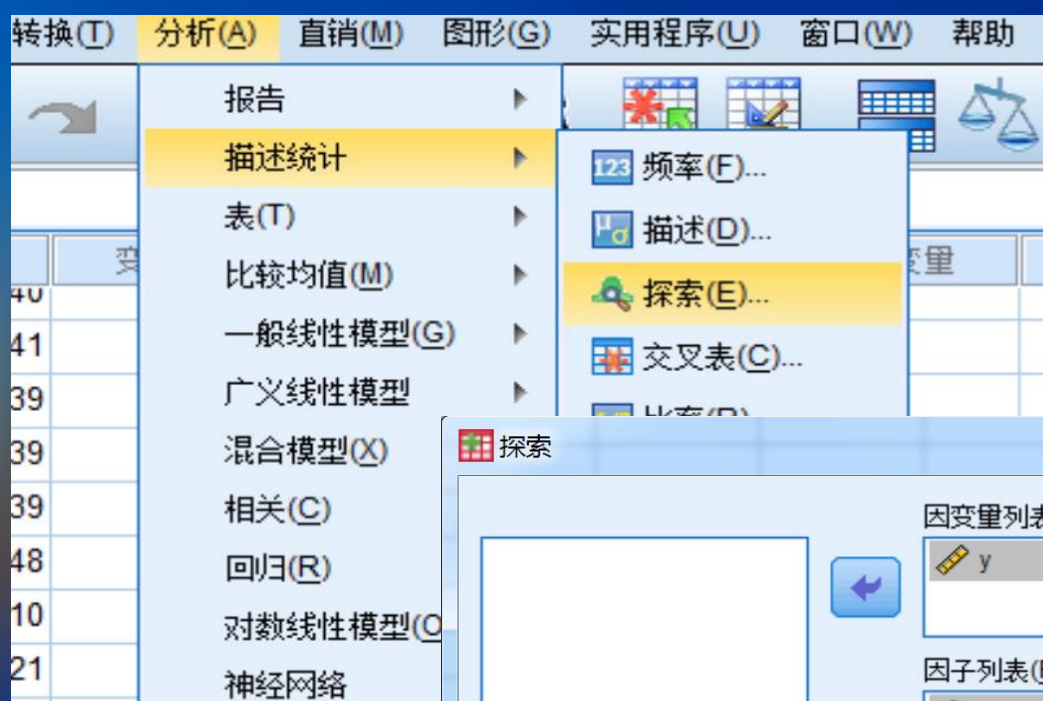 转换(T) 分析(A) 直销(M) 图形(G) 实用程序(U) 窗口(W) 帮助
报告
描述统计
表(T)
比较均值(M)
一般线性模型(G)
广义线性模型
混合模型(X)
相关(C)
回归(R)
对数线性模型(O
神经网络
123 频率(F)...
μσ 描述(D)...
探索(E)...
交叉表(C)...
40
41
39
39
39
48
10
21
量
探索
因变量列表
y
因子列表(